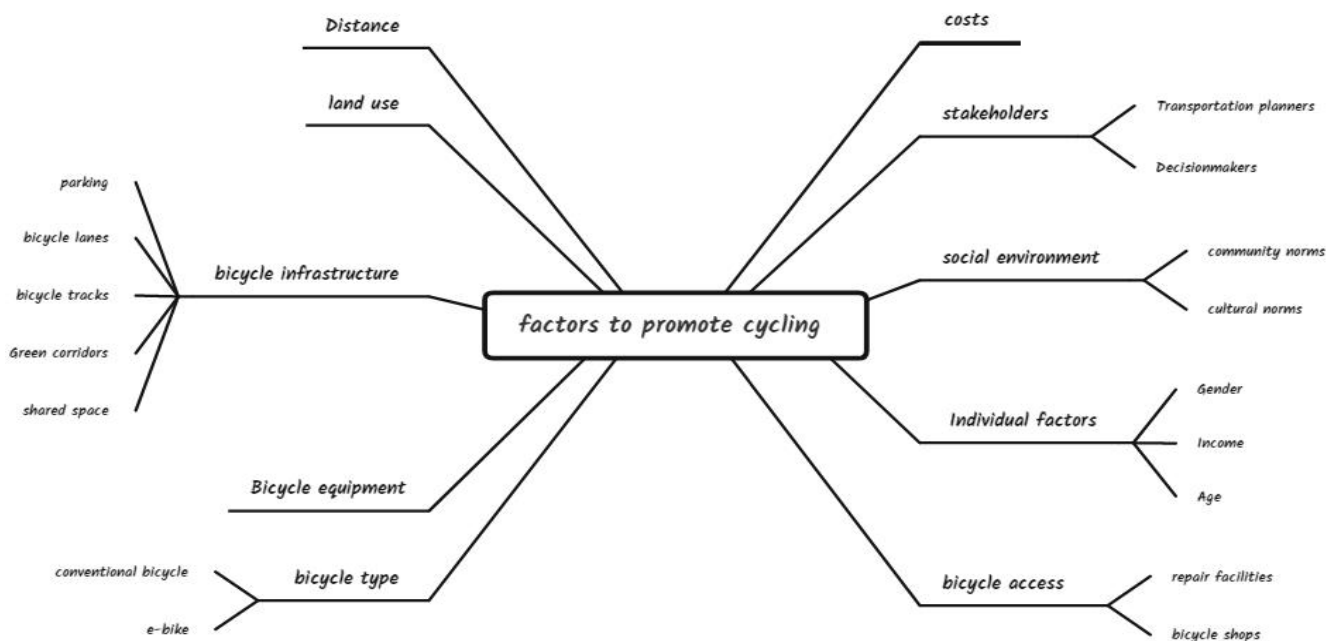 factors to promote cycling
Distance
land use
bicycle infrastructure
parking
bicycle lanes
bicycle tracks
Green corridors
shared space
Bicycle equipment
bicycle type
conventional bicycle
e-bike
costs
stakeholders
Transportation planners
Decisionmakers
social environment
community norms
cultural norms
Individual factors
Gender
Income
Age
bicycle access
repair facilities
bicycle shops